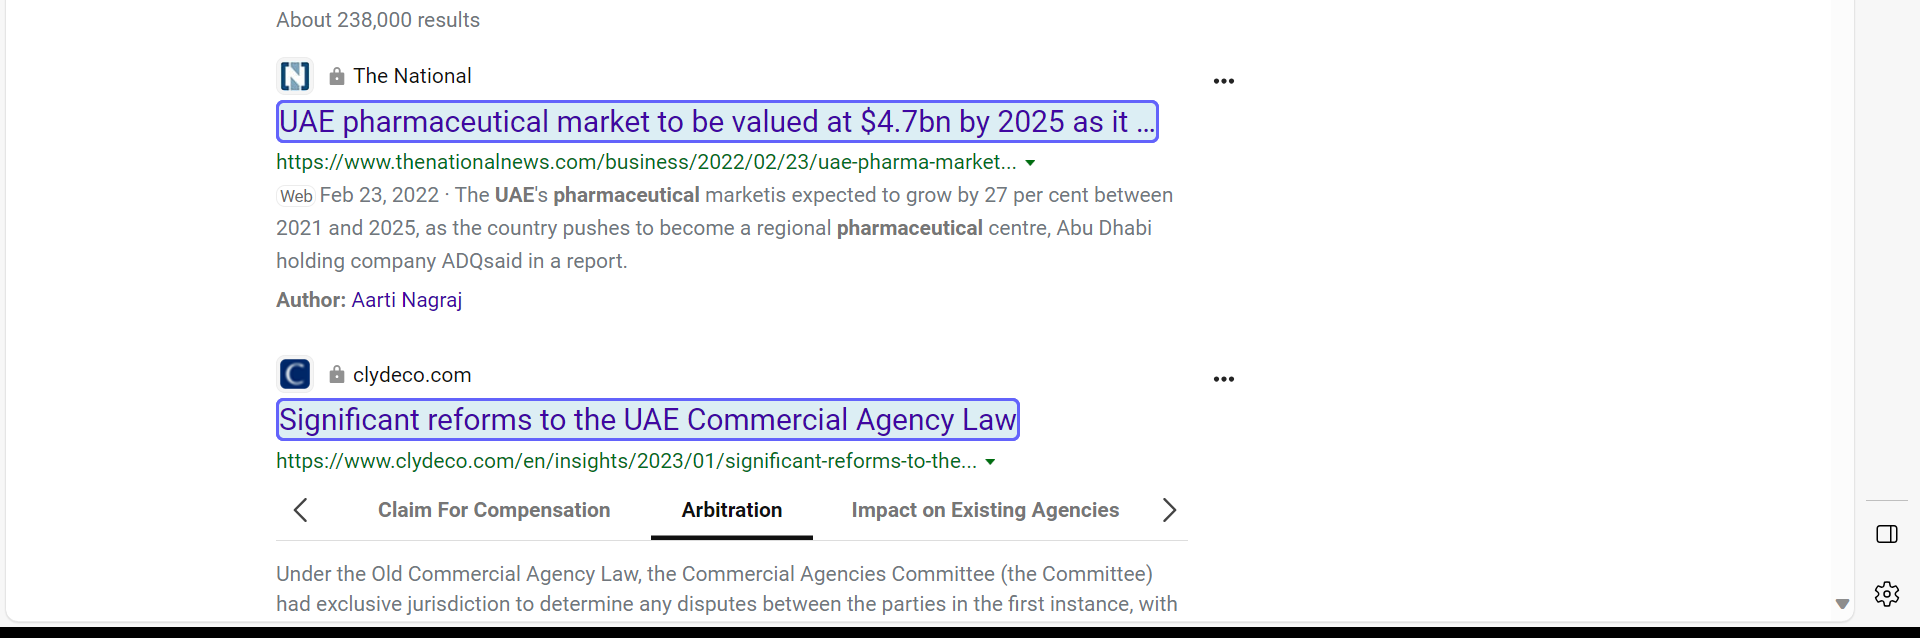 About 238,000 results
The National
UAE pharmaceutical market to be valued at $4.7bn by 2025 as it ...
https://www.thenationalnews.com/business/2022/02/23/uae-pharma-market...
Web Feb 23, 2022 · The UAE's pharmaceutical marketis expected to grow by 27 per cent between
2021 and 2025, as the country pushes to become a regional pharmaceutical centre, Abu Dhabi
holding company ADQsaid in a report.
Author: Aarti Nagraj
clydeco.com
Significant reforms to the UAE Commercial Agency Law
https://www.clydeco.com/en/insights/2023/01/significant-reforms-to-the...
Claim For Compensation Arbitration Impact on Existing Agencies
Under the Old Commercial Agency Law, the Commercial Agencies Committee (the Committee)
had exclusive jurisdiction to determine any disputes between the parties in the first instance, with